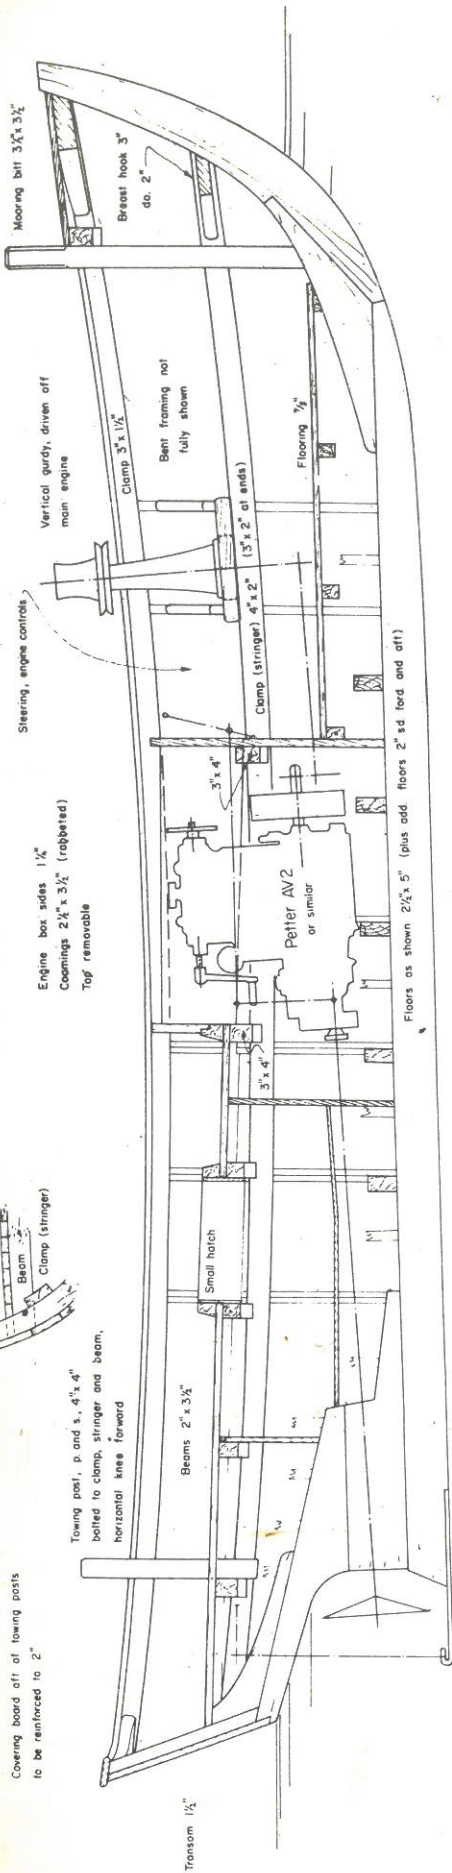 Covering board aft of towing posts
to be reinforced to 2"
Transom 1½"
Towing post, p. and s., 4" x 4"
bolted to clamp, stringer and beam,
horizontal knee forward
Beam
Clamp (stringer)
Beams 2" x 3½"
Small hatch
Engine box sides 1¼"
Coamings 2½" x 3½" (rabbeted)
Top removable
3" x 4"
Petter AV2
or similar
3" x 4"
Steering, engine controls
Vertical gurdy, driven off
main engine
Clamp 3" x 1½"
Bent framing not
fully shown
Clamp (stringer) 4" x 2" (3" x 2" at ends)
Flooring ⅞"
Mooring bitt 3½" x 3½"
Breast hook 3"
do. 2"
Floors as shown 2½" x 5" (plus add. floors 2" sd. ford. and aft)